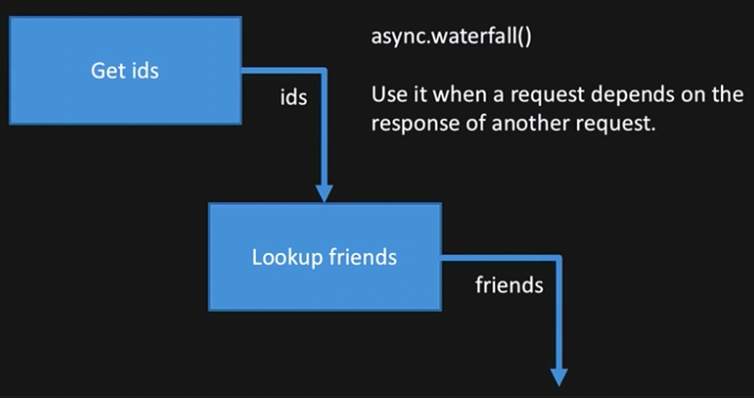 async.waterfall()
Get ids
ids
Use it when a request depends on the
response of another request.
Lookup friends
friends